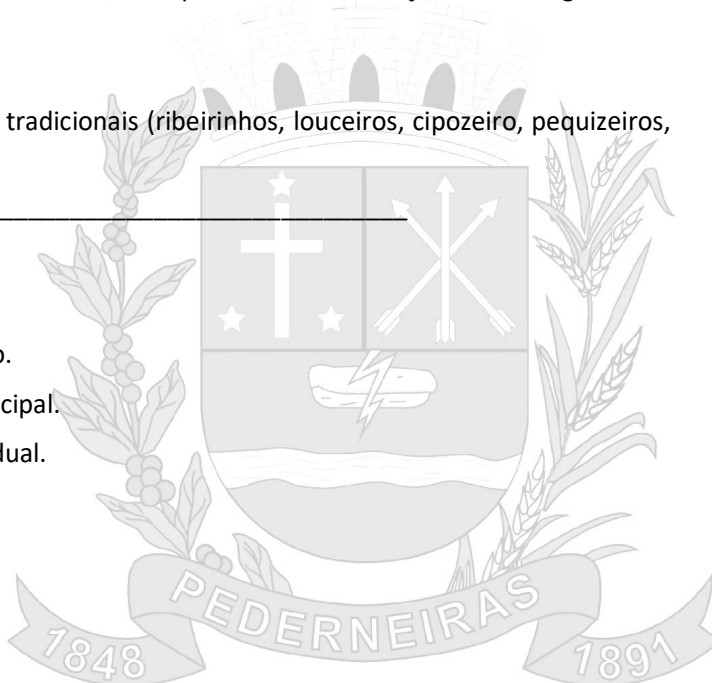 tradicionais (ribeirinhos, louceiros, cipozeiro, pequizeiros,
o.
cipal.
dual.
PEDERNEIRAS
1848
1891